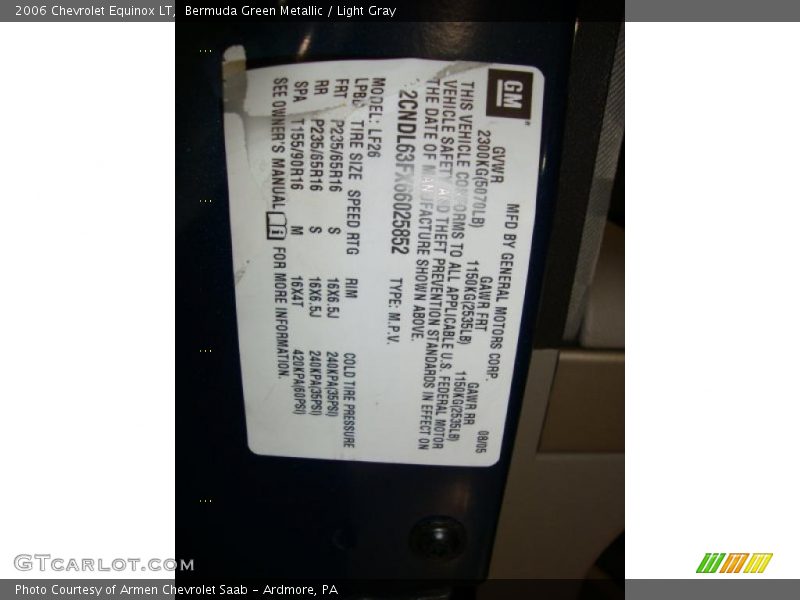 2006 Chevrolet Equinox LT, Bermuda Green Metallic / Light Gray
GM
MFD BY GENERAL MOTORS CORP. 08/05
GVWR GAWR FRT GAWR RR
2300KG(5070LB) 1150KG(2535LB) 1150KG(2535LB)
THIS VEHICLE CONFORMS TO ALL APPLICABLE U.S. FEDERAL MOTOR
VEHICLE SAFETY AND THEFT PREVENTION STANDARDS IN EFFECT ON
THE DATE OF MANUFACTURE SHOWN ABOVE.
2CNDL63FX66025852 TYPE: M.P.V.
MODEL: LF26
TIRE SIZE SPEED RTG RIM COLD TIRE PRESSURE
FRT P235/65R16 S 16X6.5J 240KPA(35PSI)
RR P235/65R16 S 16X6.5J 240KPA(35PSI)
SPA T155/90R16 M 16X4T 420KPA(60PSI)
SEE OWNER'S MANUAL FOR MORE INFORMATION.
GTCarLot.com
Photo Courtesy of Armen Chevrolet Saab - Ardmore, PA